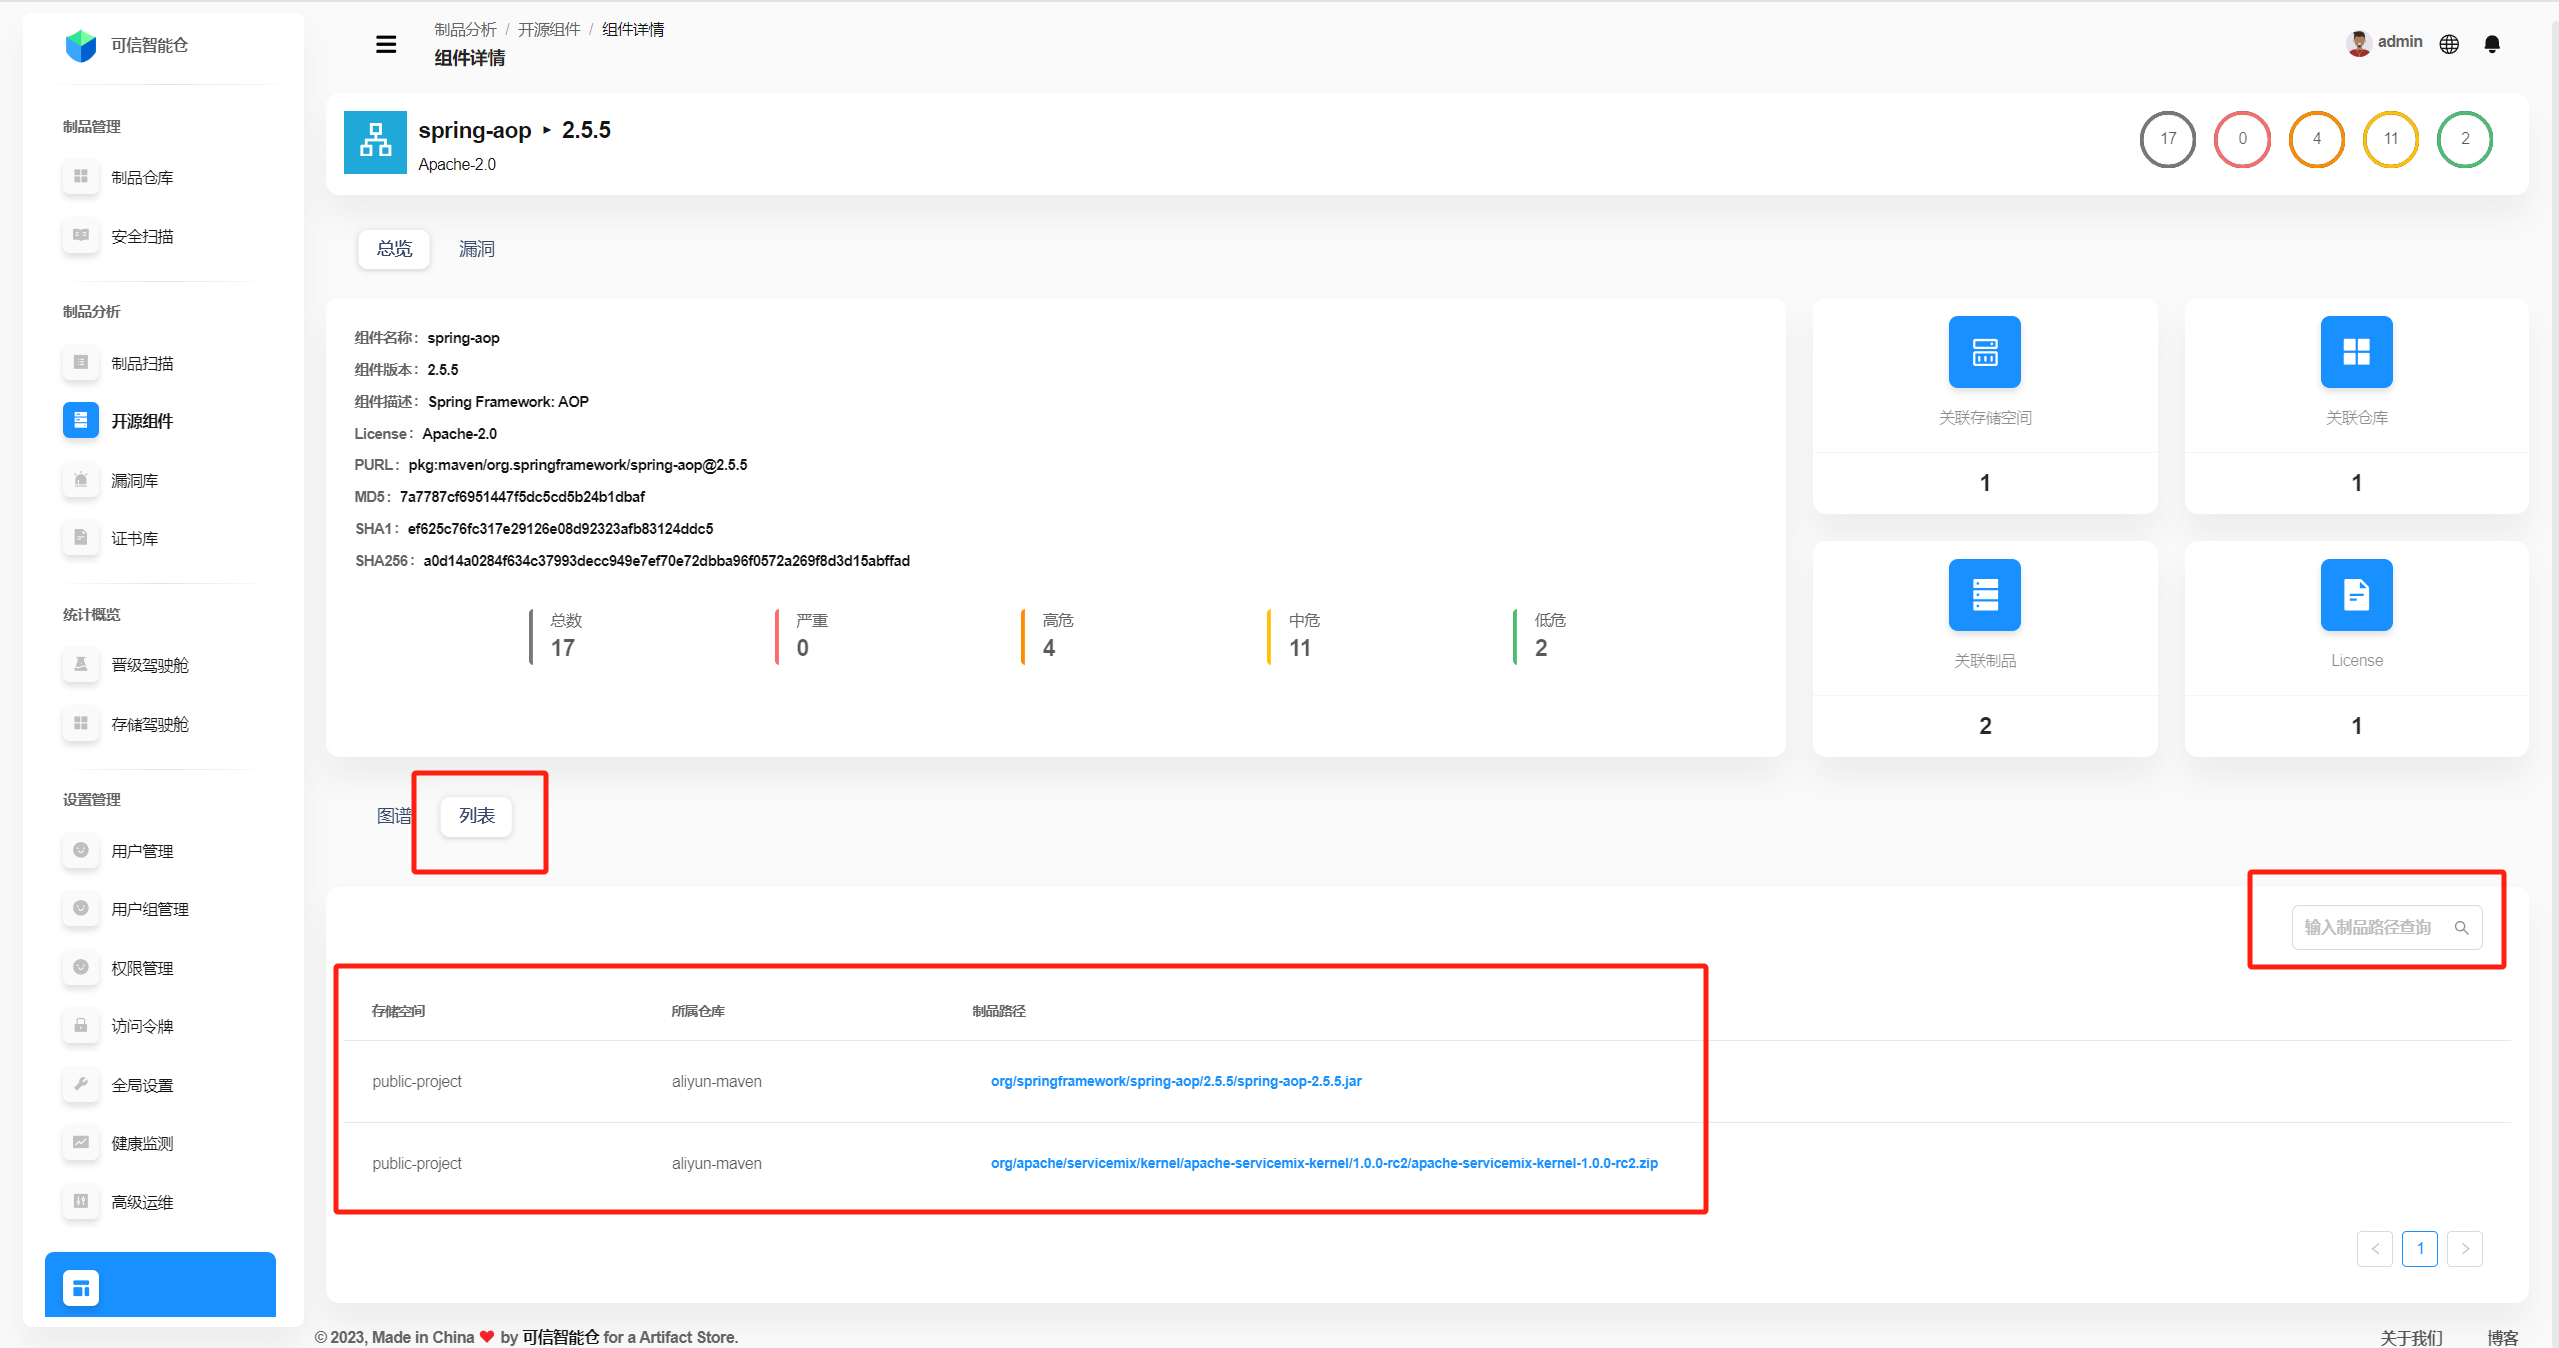 可信智能仓
制品管理
制品仓库
安全扫描
制品分析
制品扫描
开源组件
漏洞库
证书库
统计概览
晋级驾驶舱
存储驾驶舱
设置管理
用户管理
用户组管理
权限管理
访问令牌
全局设置
健康监测
高级运维
制品分析 / 开源组件 / 组件详情
组件详情
admin
spring-aop ▸ 2.5.5
Apache-2.0
17 0 4 11 2
总览 漏洞
组件名称: spring-aop
组件版本: 2.5.5
组件描述: Spring Framework: AOP
License: Apache-2.0
PURL: pkg:maven/org.springframework/spring-aop@2.5.5
MD5: 7a7787cf6951447f5dc5cd5b24b1dbaf
SHA1: ef625c76fc317e29126e08d92323afb83124ddc5
SHA256: a0d14a0284f634c37993decc949e7ef70e72dbba96f0572a269f8d3d15abffad
总数 严重 高危 中危 低危
17 0 4 11 2
关联存储空间 关联仓库
1 1
关联制品 License
2 1
图谱 列表
输入制品路径查询
存储空间 所属仓库 制品路径
public-project aliyun-maven org/springframework/spring-aop/2.5.5/spring-aop-2.5.5.jar
public-project aliyun-maven org/apache/servicemix/kernel/apache-servicemix-kernel/1.0.0-rc2/apache-servicemix-kernel-1.0.0-rc2.zip
< 1 >
© 2023, Made in China ❤ by 可信智能仓 for a Artifact Store.
关于我们 博客